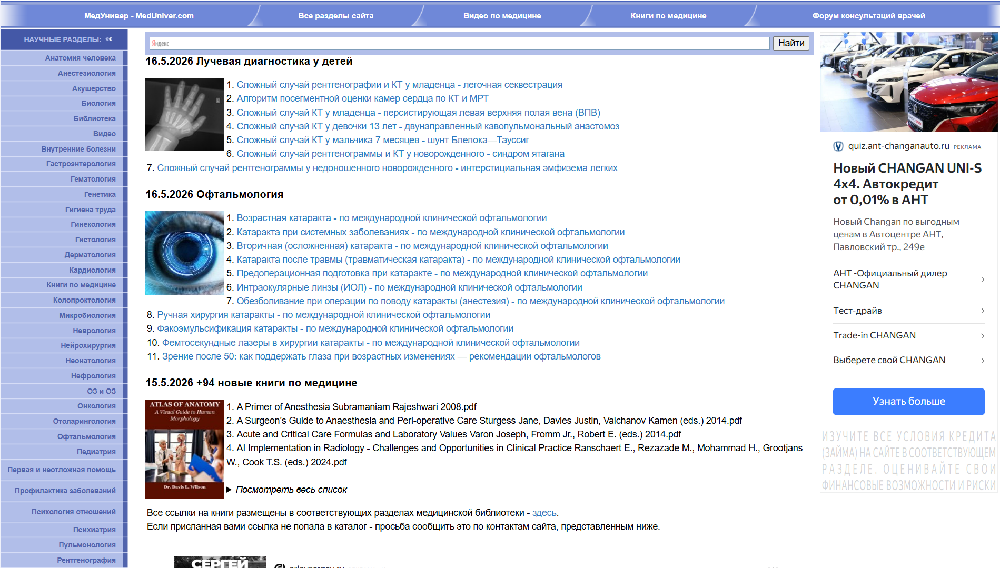 МедУнивер - MedUniver.com
Все разделы сайта
Видео по медицине
Книги по медицине
Форум консультаций врачей
НАУЧНЫЕ РАЗДЕЛЫ:
Анатомия человека
Анестезиология
Акушерство
Биология
Библиотека
Видео
Внутренние болезни
Гастроэнтерология
Гематология
Генетика
Гигиена труда
Гинекология
Гистология
Дерматология
Кардиология
Книги по медицине
Колопроктология
Микробиология
Неврология
Нейрохирургия
Неонатология
Нефрология
ОЗ и ОЗ
Онкология
Отоларингология
Офтальмология
Педиатрия
Первая и неотложная помощь
Профилактика заболеваний
Психология отношений
Психиатрия
Пульмонология
Рентгенография
Яндекс
Найти
16.5.2026 Лучевая диагностика у детей
1. Сложный случай рентгенографии и КТ у младенца - легочная секвестрация
2. Алгоритм посегментной оценки камер сердца по КТ и МРТ
3. Сложный случай КТ у младенца - персистирующая левая верхняя полая вена (ВПВ)
4. Сложный случай КТ у девочки 13 лет - двунаправленный кавопульмональный анастомоз
5. Сложный случай КТ у мальчика 7 месяцев - шунт Блелока—Тауссиг
6. Сложный случай рентгенограммы и КТ у новорожденного - синдром ятагана
7. Сложный случай рентгенограммы у недоношенного новорожденного - интерстициальная эмфизема легких
16.5.2026 Офтальмология
1. Возрастная катаракта - по международной клинической офтальмологии
2. Катаракта при системных заболеваниях - по международной клинической офтальмологии
3. Вторичная (осложненная) катаракта - по международной клинической офтальмологии
4. Катаракта после травмы (травматическая катаракта) - по международной клинической офтальмологии
5. Предоперационная подготовка при катаракте - по международной клинической офтальмологии
6. Интраокулярные линзы (ИОЛ) - по международной клинической офтальмологии
7. Обезболивание при операции по поводу катаракты (анестезия) - по международной клинической офтальмологии
8. Ручная хирургия катаракты - по международной клинической офтальмологии
9. Факоэмульсификация катаракты - по международной клинической офтальмологии
10. Фемтосекундные лазеры в хирургии катаракты - по международной клинической офтальмологии
11. Зрение после 50: как поддержать глаза при возрастных изменениях — рекомендации офтальмологов
15.5.2026 +94 новые книги по медицине
ATLAS OF ANATOMY
A Visual Guide to Human
Morphology
Dr. Davis L. Wilson
1. A Primer of Anesthesia Subramaniam Rajeshwari 2008.pdf
2. A Surgeon’s Guide to Anaesthesia and Peri-operative Care Sturgess Jane, Davies Justin, Valchanov Kamen (eds.) 2014.pdf
3. Acute and Critical Care Formulas and Laboratory Values Varon Joseph, Fromm Jr., Robert E. (eds.) 2014.pdf
4. AI Implementation in Radiology - Challenges and Opportunities in Clinical Practice Ranschaert E., Rezazade M., Mohammad H., Grootjans
W., Cook T.S. (eds.) 2024.pdf
Посмотреть весь список
Все ссылки на книги размещены в соответствующих разделах медицинской библиотеки - здесь.
Если присланная вами ссылка не попала в каталог - просьба сообщить это по контактам сайта, представленным ниже.
СЕРГЕЙ
quiz.ant-changanauto.ru РЕКЛАМА
Новый CHANGAN UNI-S
4x4. Автокредит
от 0,01% в АНТ
Новый Changan по выгодным
ценам в Автоцентре АНТ,
Павловский тр., 249е
АНТ -Официальный дилер
CHANGAN
Тест-драйв
Trade-in CHANGAN
Выберете свой CHANGAN
Узнать больше
ИЗУЧИТЕ ВСЕ УСЛОВИЯ КРЕДИТА
(ЗАЙМА) НА САЙТЕ В СООТВЕТСТВУЮЩЕМ
РАЗДЕЛЕ. ОЦЕНИВАЙТЕ СВОИ
ФИНАНСОВЫЕ ВОЗМОЖНОСТИ И РИСКИ